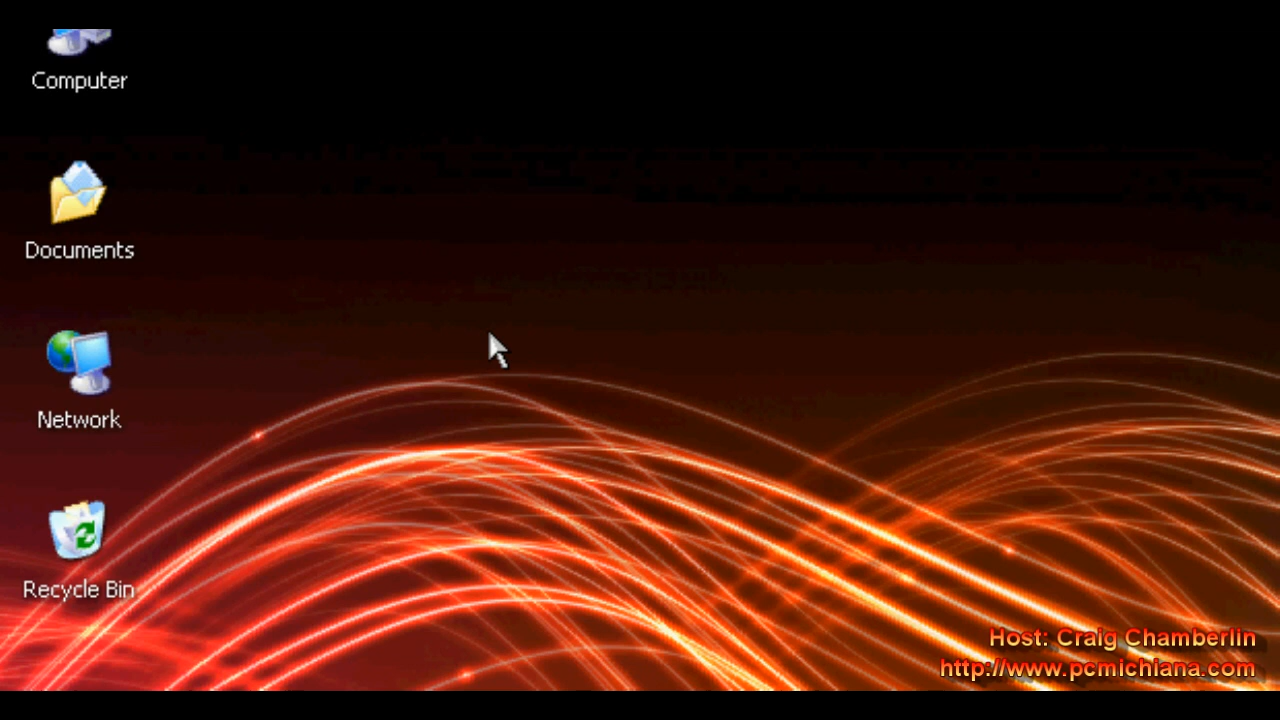 Computer
Documents
Network
Recycle Bin
Host: Craig Chamberlin
http://www.pcmichiana.com